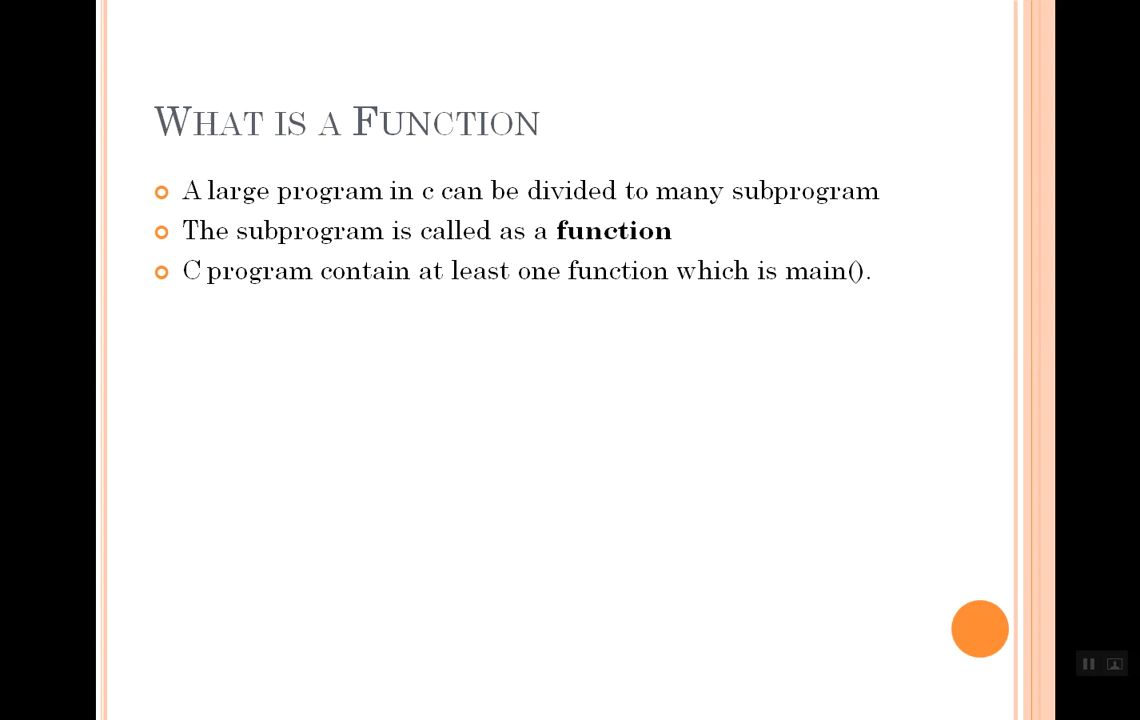 What is a Function
A large program in c can be divided to many subprogram
The subprogram is called as a function
C program contain at least one function which is main().